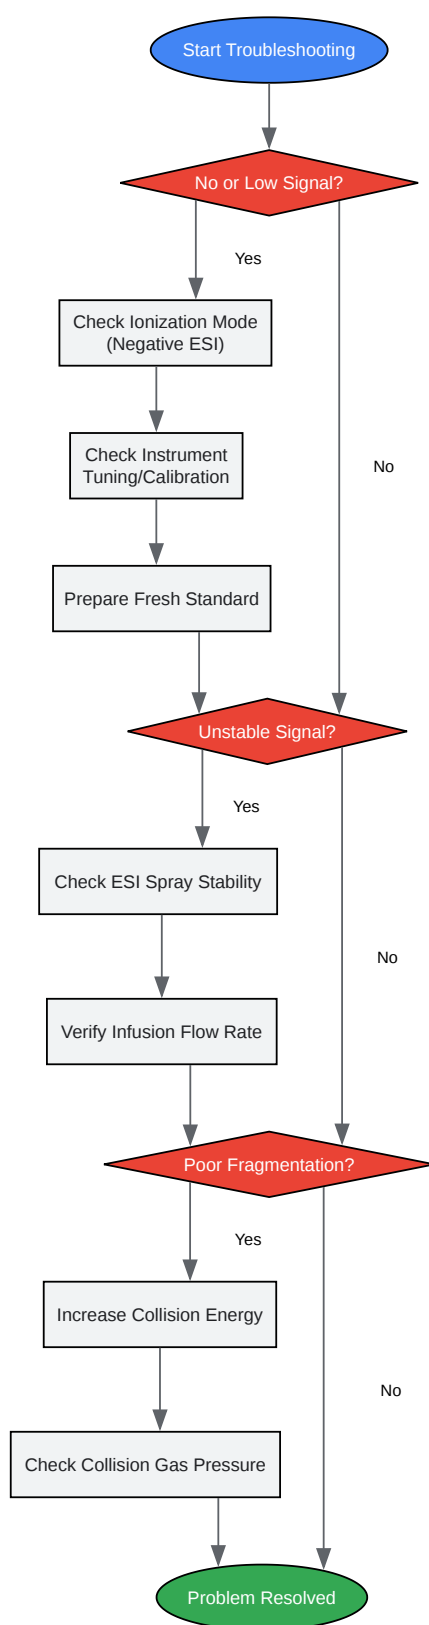 Start Troubleshooting
No or Low Signal?
Yes
Check Ionization Mode
(Negative ESI)
Check Instrument
Tuning/Calibration
No
Prepare Fresh Standard
Unstable Signal?
Yes
Check ESI Spray Stability
No
Verify Infusion Flow Rate
Poor Fragmentation?
Yes
Increase Collision Energy
No
Check Collision Gas Pressure
Problem Resolved